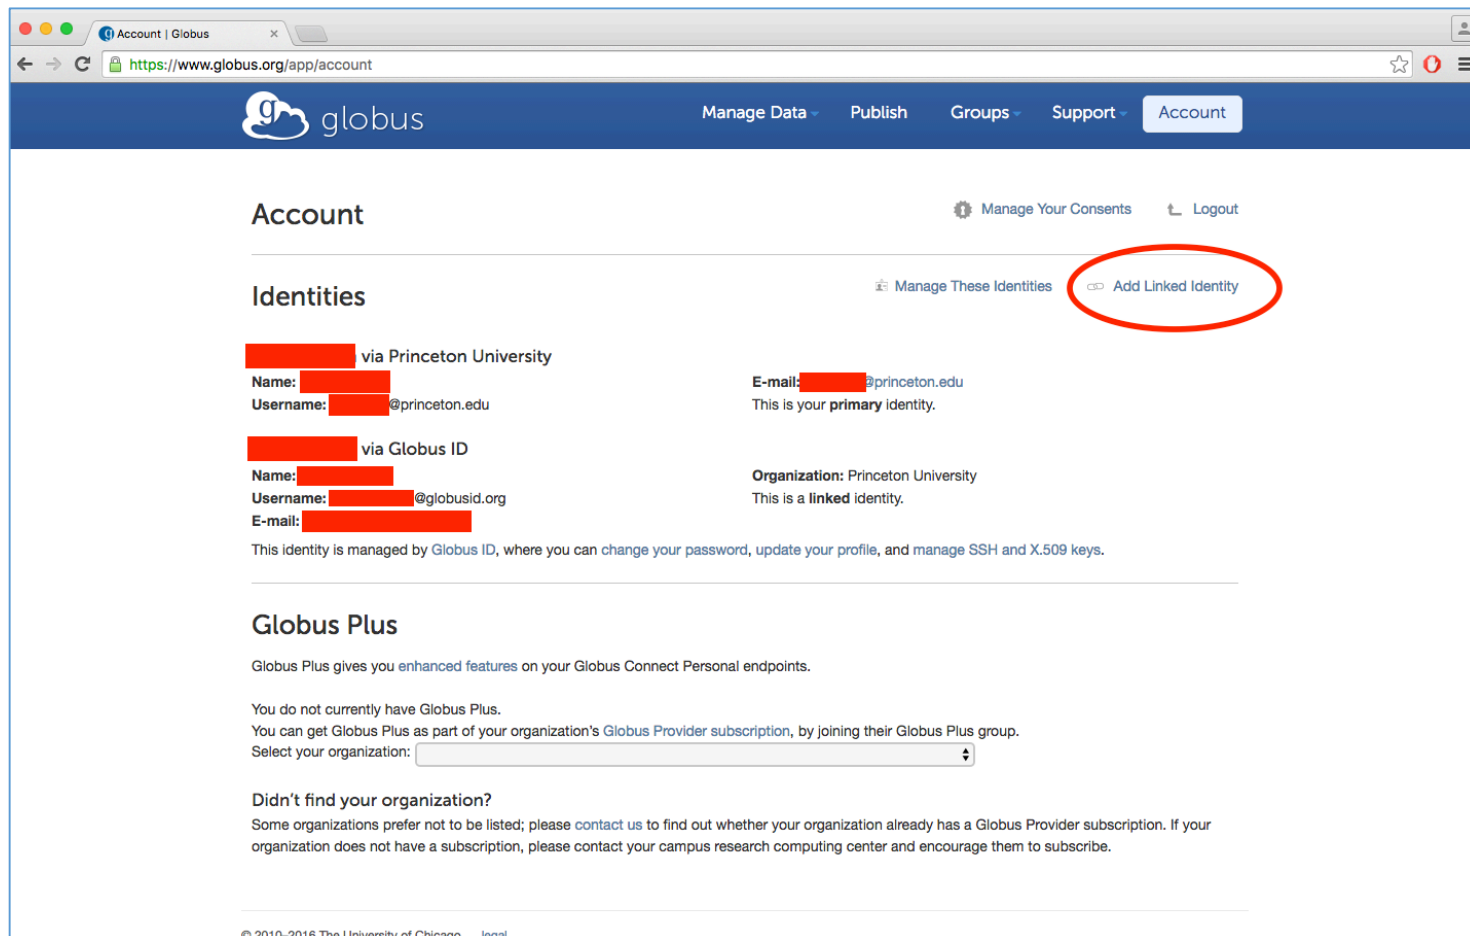 Account | Globus
https://www.globus.org/app/account
globus
Manage Data Publish Groups Support Account
Account
Manage Your Consents Logout
Identities
Manage These Identities Add Linked Identity
via Princeton University
Name:
E-mail: @princeton.edu
Username: @princeton.edu
This is your primary identity.
via Globus ID
Name:
Organization: Princeton University
Username: @globusid.org
This is a linked identity.
E-mail:
This identity is managed by Globus ID, where you can change your password, update your profile, and manage SSH and X.509 keys.
Globus Plus
Globus Plus gives you enhanced features on your Globus Connect Personal endpoints.
You do not currently have Globus Plus.
You can get Globus Plus as part of your organization's Globus Provider subscription, by joining their Globus Plus group.
Select your organization:
Didn't find your organization?
Some organizations prefer not to be listed; please contact us to find out whether your organization already has a Globus Provider subscription. If your
organization does not have a subscription, please contact your campus research computing center and encourage them to subscribe.
© 2010–2016 The University of Chicago legal